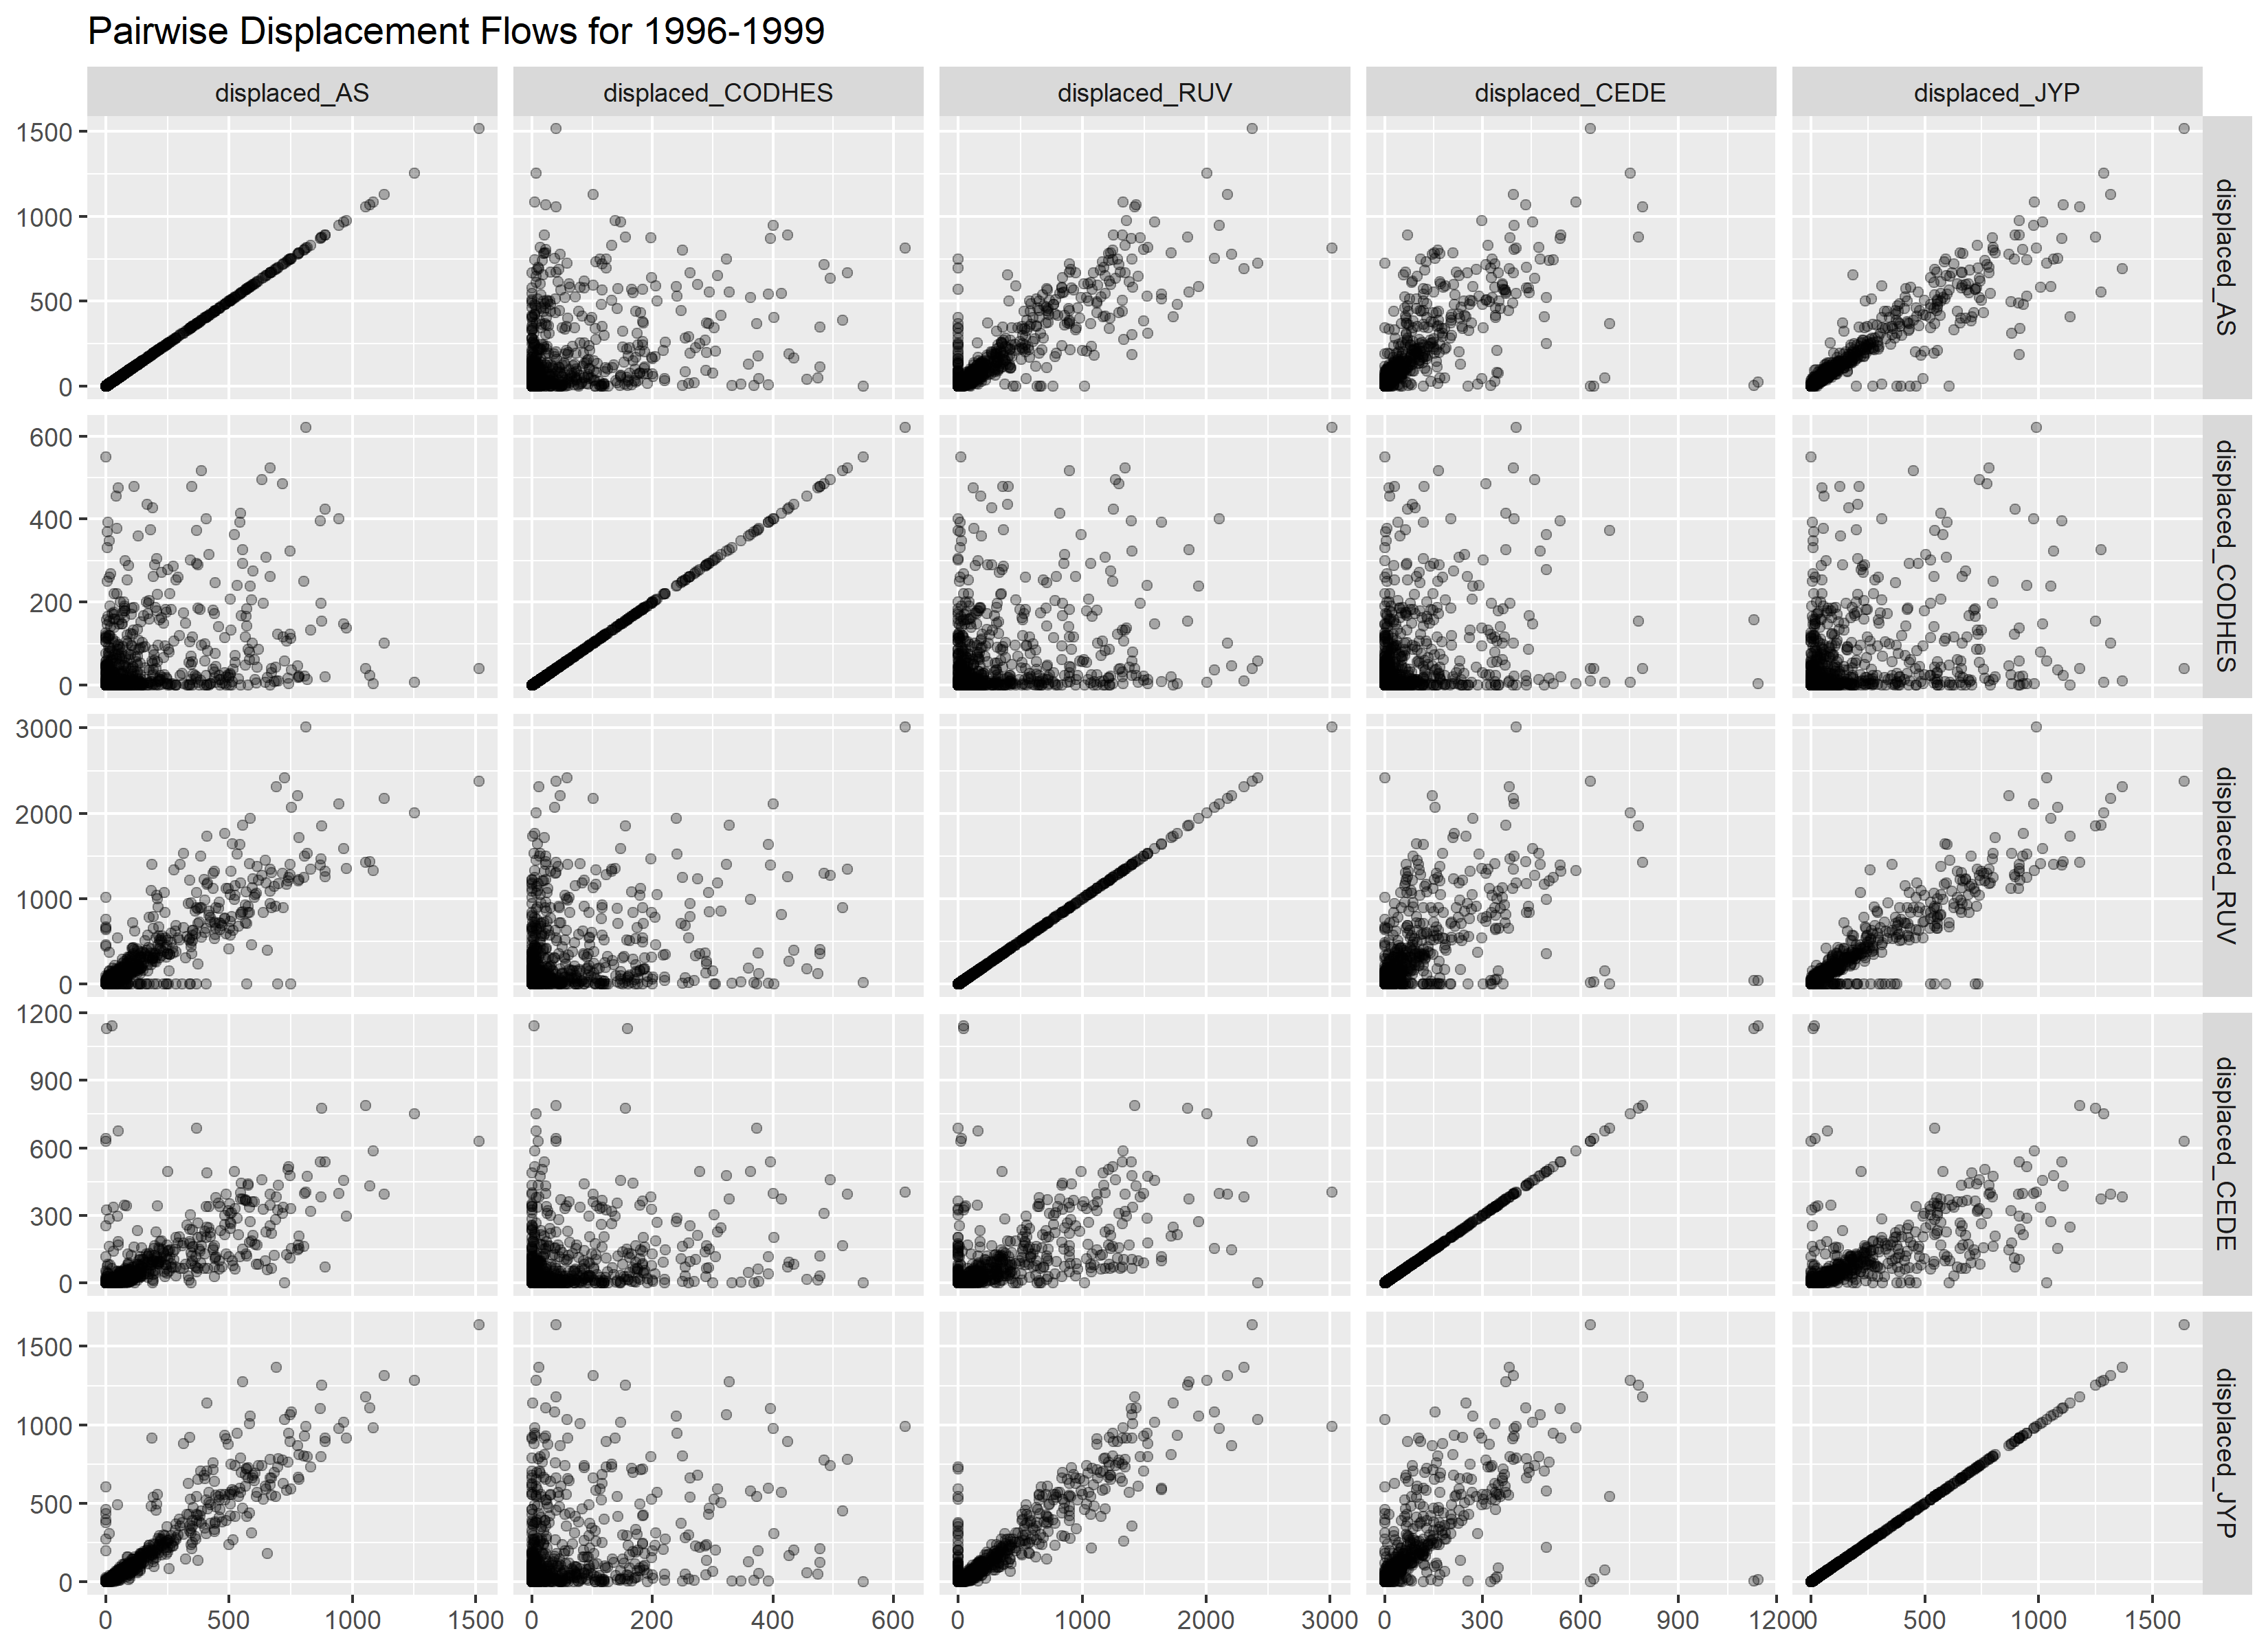 Pairwise Displacement Flows for 1996-1999
displaced_AS displaced_CODHES displaced_RUV displaced_CEDE displaced_JYP
1500
1000
500
0
displaced_AS
600
400
200
0
displaced_CODHES
3000
2000
1000
0
displaced_RUV
1200
900
600
300
0
displaced_CEDE
1500
1000
500
0
displaced_JYP
0 500 1000 1500 0 200 400 600 0 1000 2000 3000 0 300 600 900 1200 0 500 1000 1500